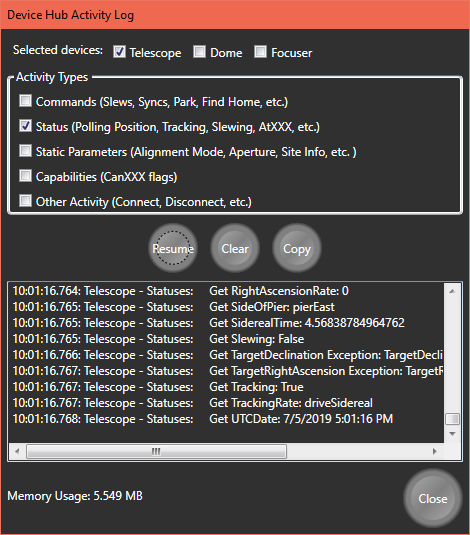 Device Hub Activity Log
Selected devices: Telescope Dome Focuser
Activity Types
Commands (Slews, Syncs, Park, Find Home, etc.)
Status (Polling Position, Tracking, Slewing, AtXXX, etc.)
Static Parameters (Alignment Mode, Aperture, Site Info, etc. )
Capabilities (CanXXX flags)
Other Activity (Connect, Disconnect, etc.)
Resume Clear Copy
10:01:16.764: Telescope - Statuses: Get RightAscensionRate: 0
10:01:16.765: Telescope - Statuses: Get SideOfPier: pierEast
10:01:16.765: Telescope - Statuses: Get SiderealTime: 4.56838784964762
10:01:16.765: Telescope - Statuses: Get Slewing: False
10:01:16.766: Telescope - Statuses: Get TargetDeclination Exception: TargetDecli
10:01:16.767: Telescope - Statuses: Get TargetRightAscension Exception: TargetR
10:01:16.767: Telescope - Statuses: Get Tracking: True
10:01:16.767: Telescope - Statuses: Get TrackingRate: driveSidereal
10:01:16.768: Telescope - Statuses: Get UTCDate: 7/5/2019 5:01:16 PM
Memory Usage: 5.549 MB
Close